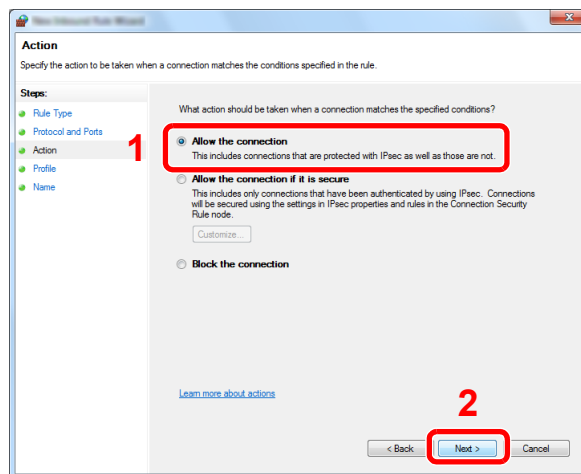 New Inbound Rule Wizard
Action
Specify the action to be taken when a connection matches the conditions specified in the rule.
Steps:
Rule Type
Protocol and Ports
Action
Profile
Name
What action should be taken when a connection matches the specified conditions?
1
Allow the connection
This includes connections that are protected with IPsec as well as those are not.
Allow the connection if it is secure
This includes only connections that have been authenticated by using IPsec. Connections
will be secured using the settings in IPsec properties and rules in the Connection Security
Rule node.
Customize...
Block the connection
Learn more about actions
2
< Back
Next >
Cancel